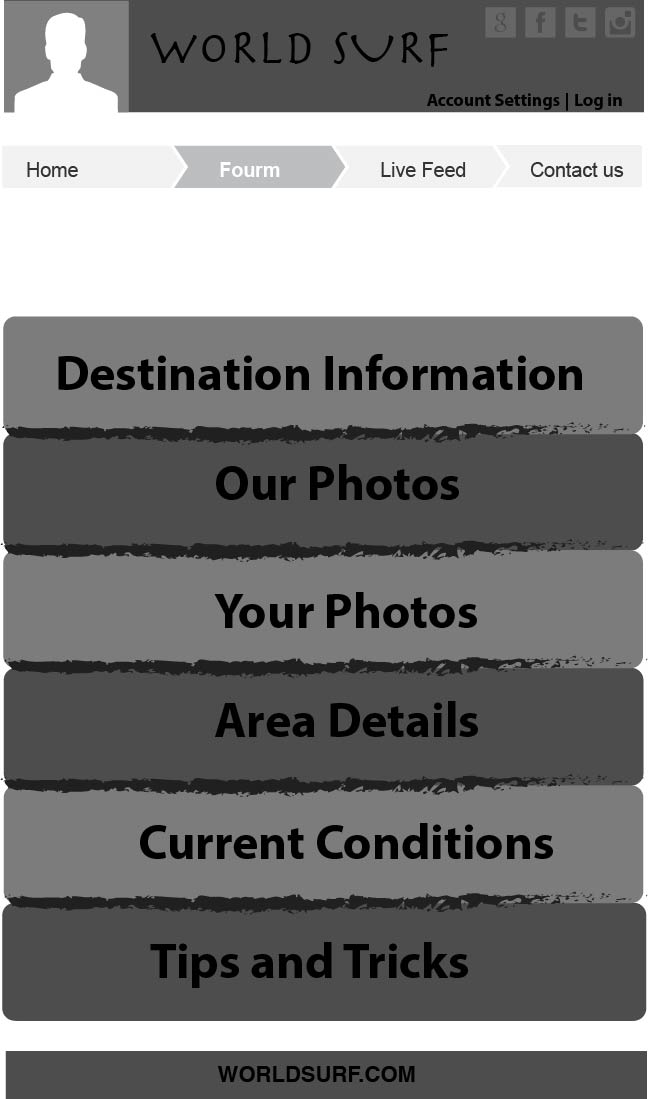 WORLD SURF
Account Settings | Log in
Home
Fourm
Live Feed
Contact us
Destination Information
Our Photos
Your Photos
Area Details
Current Conditions
Tips and Tricks
WORLDSURF.COM